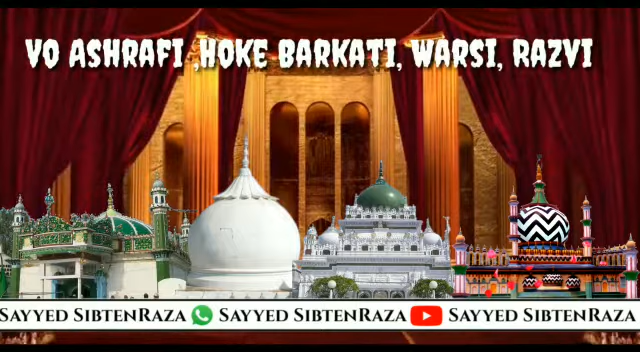 VO ASHRAFI ,HOKE BARKATI, WARSI, RAZVI
SAYYED SIBTENRAZA SAYYED SIBTENRAZA SAYYED SIBTENRAZA